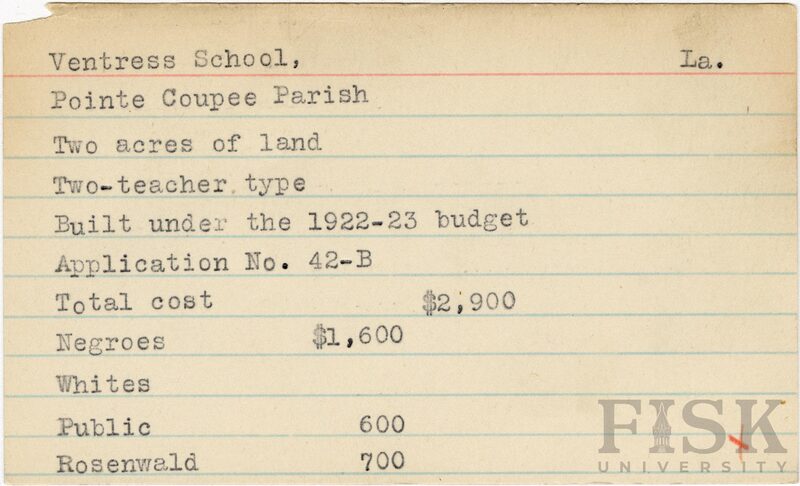 Ventress School, La.
Pointe Coupee Parish
Two acres of land
Two-teacher type
Built under the 1922-23 budget
Application No. 42-B
Total cost $2,900
Negroes $1,600
Whites
Public 600
Rosenwald 700
FISK
UNIVERSITY